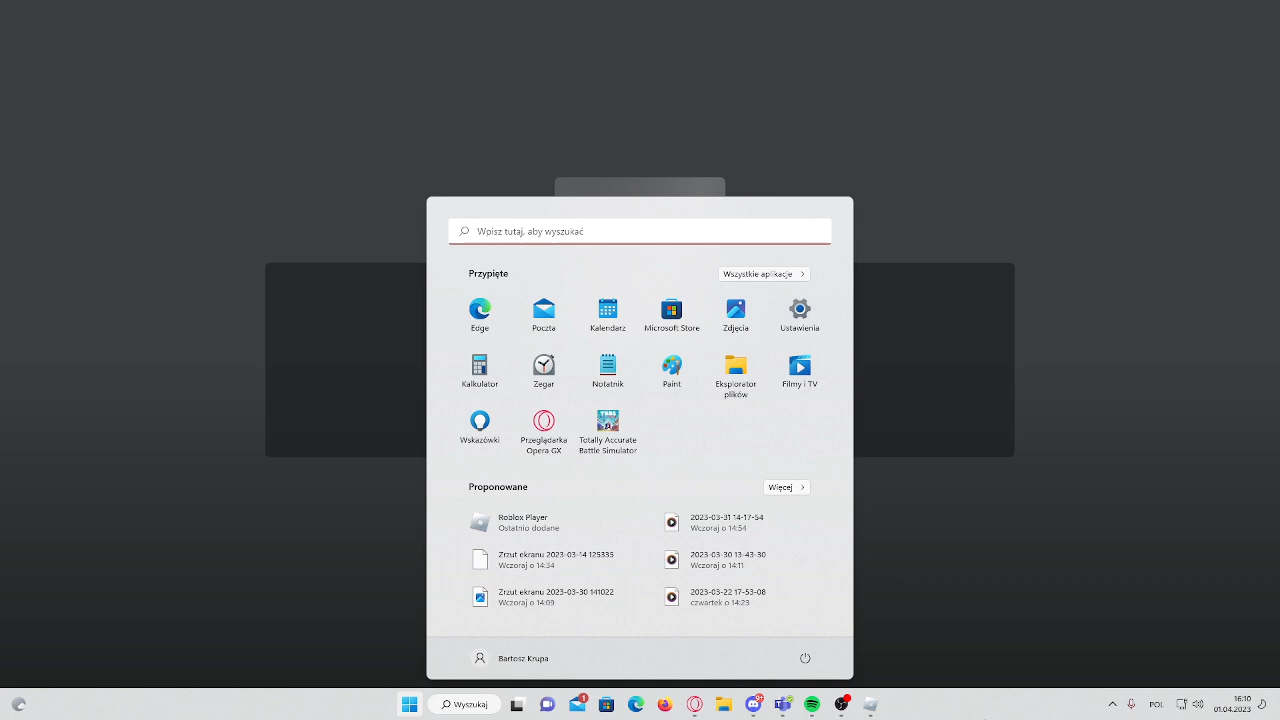 Wpisz tutaj, aby wyszukać
Przypięte
Wszystkie aplikacje
Edge
Poczta
Kalendarz
Microsoft Store
Zdjęcia
Ustawienia
Kalkulator
Zegar
Notatnik
Paint
Eksplorator
plików
Filmy i TV
Wskazówki
Przeglądarka
Opera GX
TABS
Totally Accurate
Battle Simulator
Proponowane
Więcej
Roblox Player
Ostatnio dodane
2023-03-31 14-17-54
Wczoraj o 14:54
Zrzut ekranu 2023-03-14 125335
Wczoraj o 14:34
2023-03-30 13-43-30
Wczoraj o 14:11
Zrzut ekranu 2023-03-30 141022
Wczoraj o 14:09
2023-03-22 17-53-08
czwartek o 14:23
Bartosz Krupa
Wyszukaj
1
9+
POL
16:10
01.04.2023